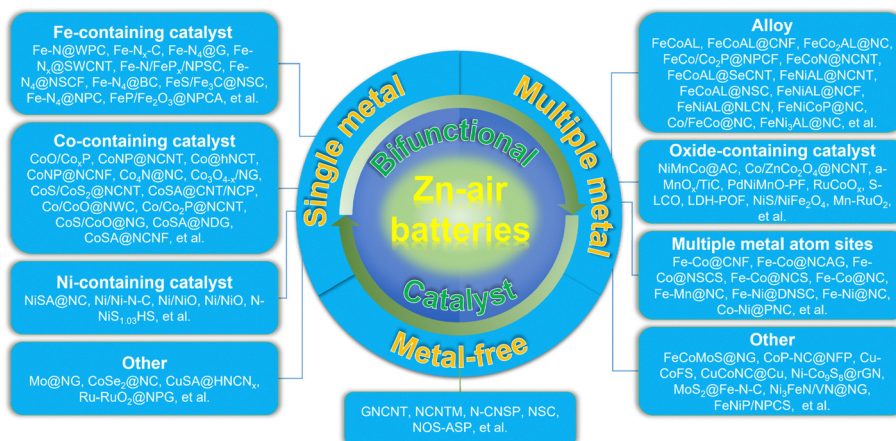 Fe-containing catalyst
Fe-N@WPC, Fe-Nₓ-C, Fe-N₄@G, Fe-
Nₓ@SWCNT, Fe-N/FePₓ/NPSC, Fe-
N₄@NSCF, Fe-N₄@BC, FeS/Fe₃C@NSC,
Fe-N₄@NPC, FeP/Fe₂O₃@NPCA, et al.
Co-containing catalyst
CoO/CoₓP, CoNP@NCNT, Co@hNCT,
CoNP@NCNF, Co₄N@NC, Co₃O₄₋ₓ/NG,
CoS/CoS₂@NCNT, CoSA@CNT/NCP,
Co/CoO@NWC, Co/Co₂P@NCNT,
CoS/CoO@NG, CoSA@NDG,
CoSA@NCNF, et al.
Ni-containing catalyst
NiSA@NC, Ni/Ni-N-C, Ni/NiO, Ni/NiO, N-
NiS₁.₀₃HS, et al.
Other
Mo@NG, CoSe₂@NC, CuSA@HNCNₓ,
Ru-RuO₂@NPG, et al.
Single metal
Multiple metal
Metal-free
Bifunctional
Zn-air
batteries
Catalyst
GNCNT, NCNTM, N-CNSP, NSC,
NOS-ASP, et al.
Alloy
FeCoAL, FeCoAL@CNF, FeCo₂AL@NC,
FeCo/Co₂P@NPCF, FeCoN@NCNT,
FeCoAL@SeCNT, FeNiAL@NCNT,
FeCoAL@NSC, FeNiAL@NCF,
FeNiAL@NLCN, FeNiCoP@NC,
Co/FeCo@NC, FeNi₃AL@NC, et al.
Oxide-containing catalyst
NiMnCo@AC, Co/ZnCo₂O₄@NCNT, a-
MnOₓ/TiC, PdNiMnO-PF, RuCoOₓ, S-
LCO, LDH-POF, NiS/NiFe₂O₄, Mn-RuO₂,
et al.
Multiple metal atom sites
Fe-Co@CNF, Fe-Co@NCAG, Fe-
Co@NSCS, Fe-Co@NCS, Fe-Co@NC,
Fe-Mn@NC, Fe-Ni@DNSC, Fe-Ni@NC,
Co-Ni@PNC, et al.
Other
FeCoMoS@NG, CoP-NC@NFP, Cu-
CoFS, CuCoNC@Cu, Ni-Co₉S₈@rGN,
MoS₂@Fe-N-C, Ni₃FeN/VN@NG,
FeNiP/NPCS, et al.